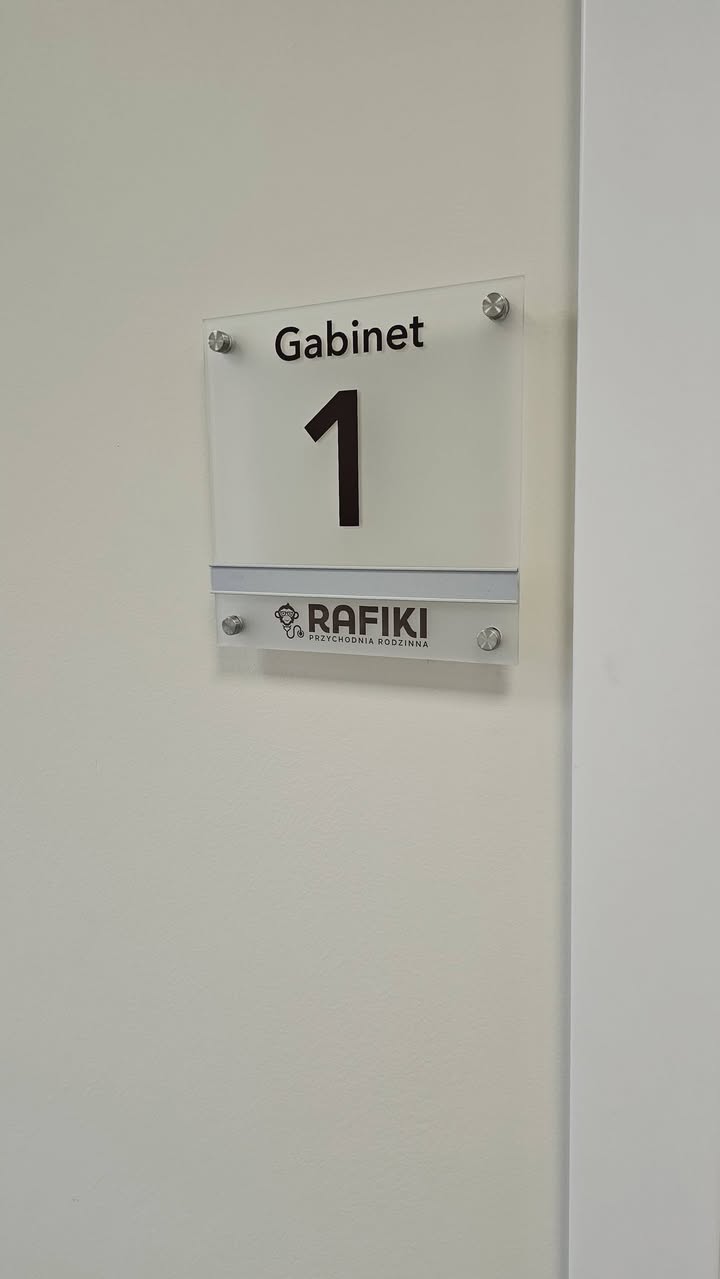 Gabinet
1
RAFIKI
PRZYCHODNIA RODZINNA